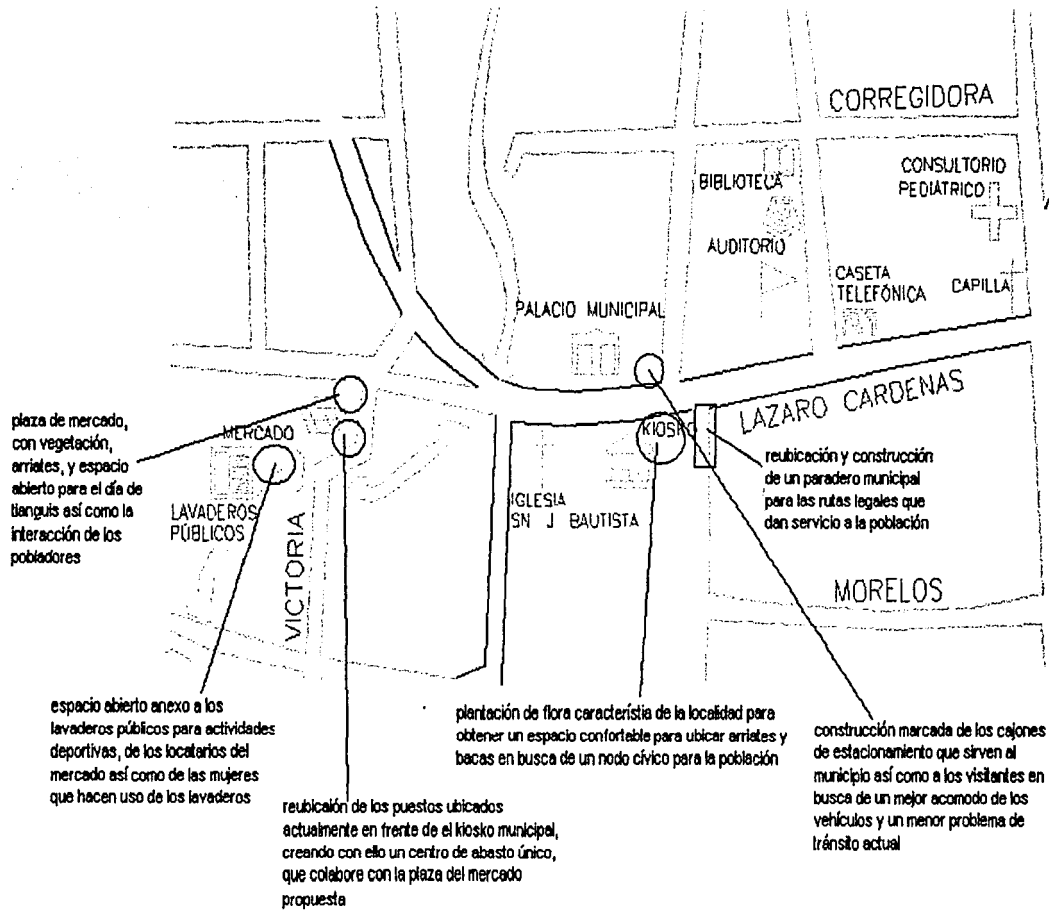 CORREGIDORA
BIBLIOTECA
CONSULTORIO
PEDIÁTRICO
AUDITORIO
CASETA
TELEFÓNICA
CAPILLA
PALACIO MUNICIPAL
LAZARO CARDENAS
plaza de mercado,
con vegetación,
arriates, y espacio
abierto para el día de
tianguis así como la
interacción de los
pobladores
MERCADO
KIOSKO
reubicación y construcción
de un paradero municipal
para las rutas legales que
dan servicio a la población
LAVADEROS
PÚBLICOS
IGLESIA
SN J BAUTISTA
VICTORIA
MORELOS
espacio abierto anexo a los
lavaderos públicos para actividades
deportivas, de los locatarios del
mercado así como de las mujeres
que hacen uso de los lavaderos
reubicaión de los puestos ubicados
actualmente en frente de el kiosko municipal,
creando con ello un centro de abasto único,
que colabore con la plaza del mercado
propuesta
plantación de flora característia de la localidad para
obtener un espacio confortable para ubicar arriates y
bacas en busca de un nodo cívico para la población
construcción marcada de los cajones
de estacionamiento que sirven al
municipio así como a los visitantes en
busca de un mejor acomodo de los
vehículos y un menor problema de
tránsito actual